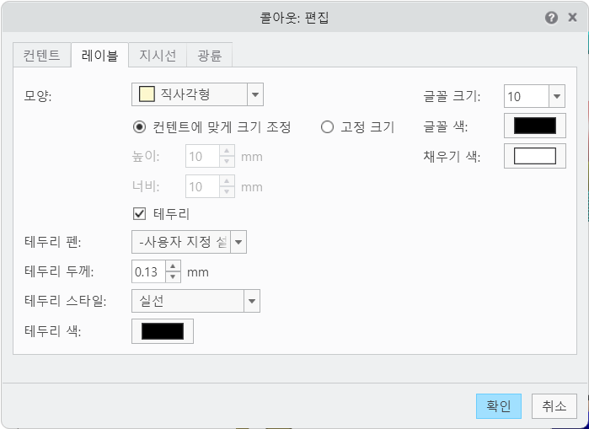 콜아웃: 편집
컨텐트 레이블 지시선 광륜
모양: 직사각형 글꼴 크기: 10
컨텐트에 맞게 크기 조정 고정 크기 글꼴 색:
높이: 10 mm 채우기 색:
너비: 10 mm
테두리
테두리 펜: -사용자 지정 설
테두리 두께: 0.13 mm
테두리 스타일: 실선
테두리 색:
확인 취소